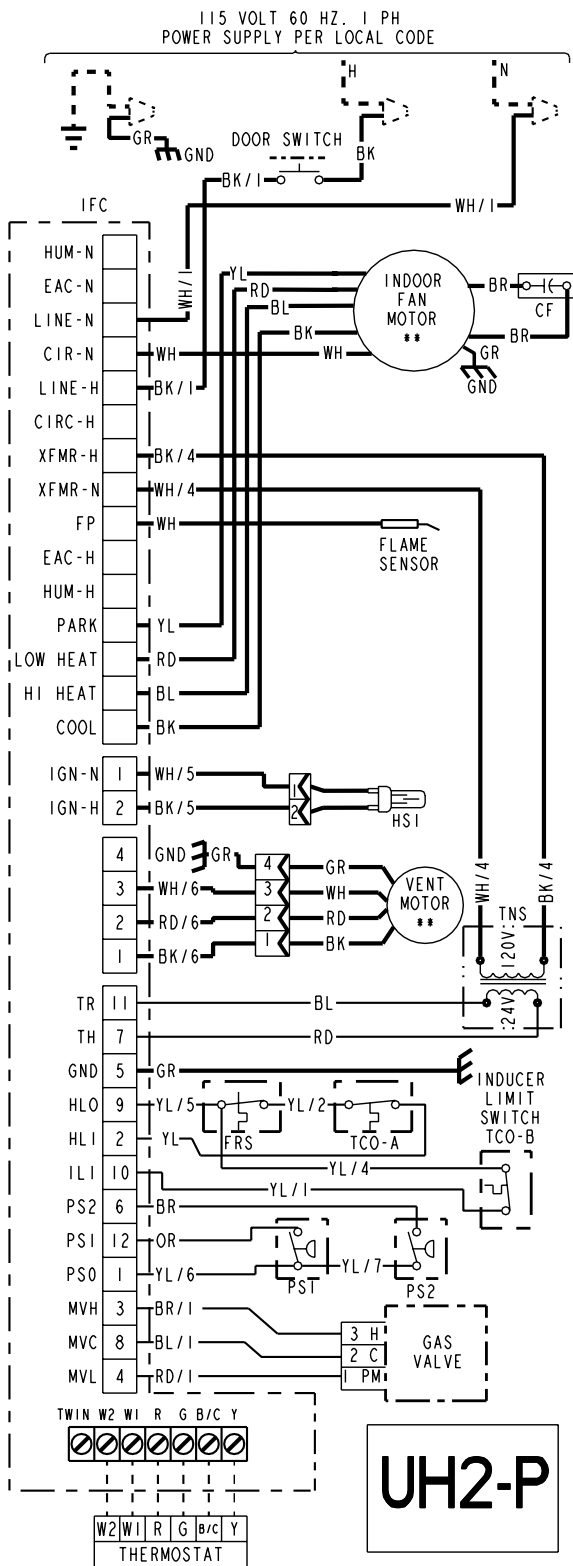 115 VOLT 60 HZ. 1 PH
POWER SUPPLY PER LOCAL CODE
H
N
GR
GND
DOOR SWITCH
BK
BK/1
WH/1
IFC
HUM-N
EAC-N
LINE-N
WH/1
CIR-N WH WH
LINE-H BK/1
CIRC-H
XFMR-H BK/4
XFMR-N WH/4
FP WH
EAC-H
HUM-H
PARK YL
LOW HEAT RD
HI HEAT BL
COOL BK
YL
RD
BL
BK
INDOOR
FAN
MOTOR
**
BR
CF
BR
GR
GND
FLAME
SENSOR
IGN-N 1 WH/5 1
IGN-H 2 BK/5 2
HSI
4 GND GR 4 GR
3 WH/6 3 WH
2 RD/6 2 RD
1 BK/6 1 BK
VENT
MOTOR
**
WH/4
BK/4
TNS
120V
24V
TR 11 BL
TH 7 RD
GND 5 GR
HLO 9 YL/5 YL/2
FRS
TCO-A
HLI 2 YL
INDUCER
LIMIT
SWITCH
TCO-B
ILI 10 YL/1
YL/4
PS2 6 BR
PS1 12 OR
PSO 1 YL/6 YL/7
PS1
PS2
MVH 3 BR/1 3 H
MVC 8 BL/1 2 C
MVL 4 RD/1 1 PM
GAS
VALVE
TWIN W2 W1 R G B/C Y
W2 W1 R G B/C Y
THERMOSTAT
UH2-P